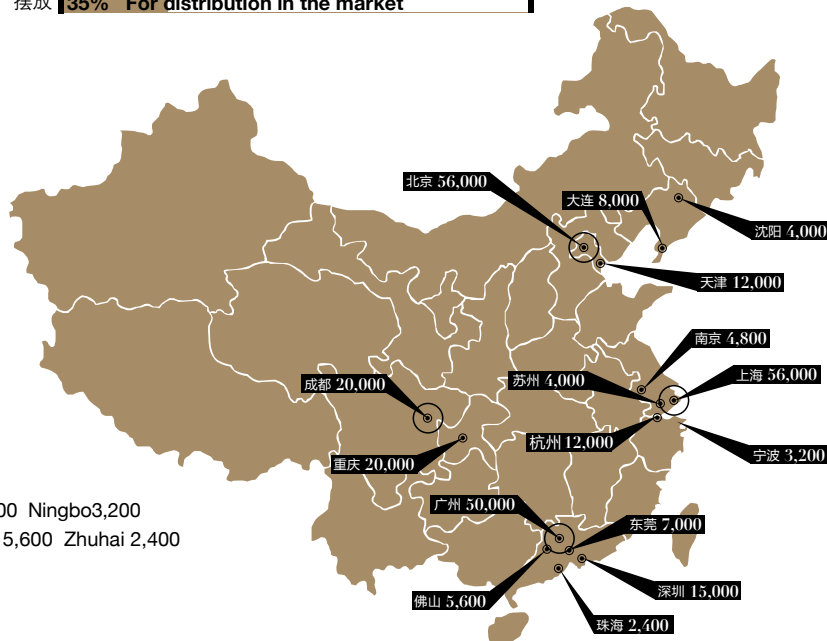 摆放 35% For distribution in the market
北京 56,000
大连 8,000
沈阳 4,000
天津 12,000
南京 4,800
苏州 4,000
上海 56,000
成都 20,000
杭州 12,000
宁波 3,200
重庆 20,000
广州 50,000
东莞 7,000
00 Ningbo3,200
5,600 Zhuhai 2,400
深圳 15,000
佛山 5,600
珠海 2,400